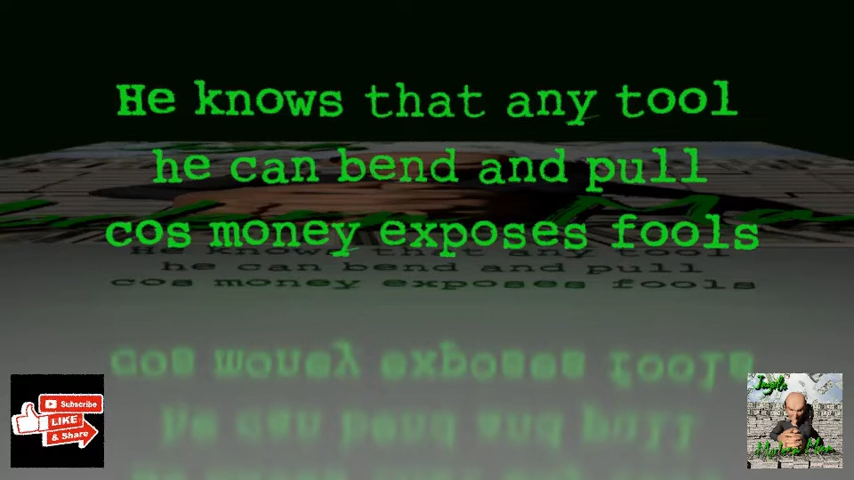 He knows that any tool
he can bend and pull
cos money exposes fools
He knows that any tool
he can bend and pull
cos money exposes fools
Subscribe
LIKE
& Share